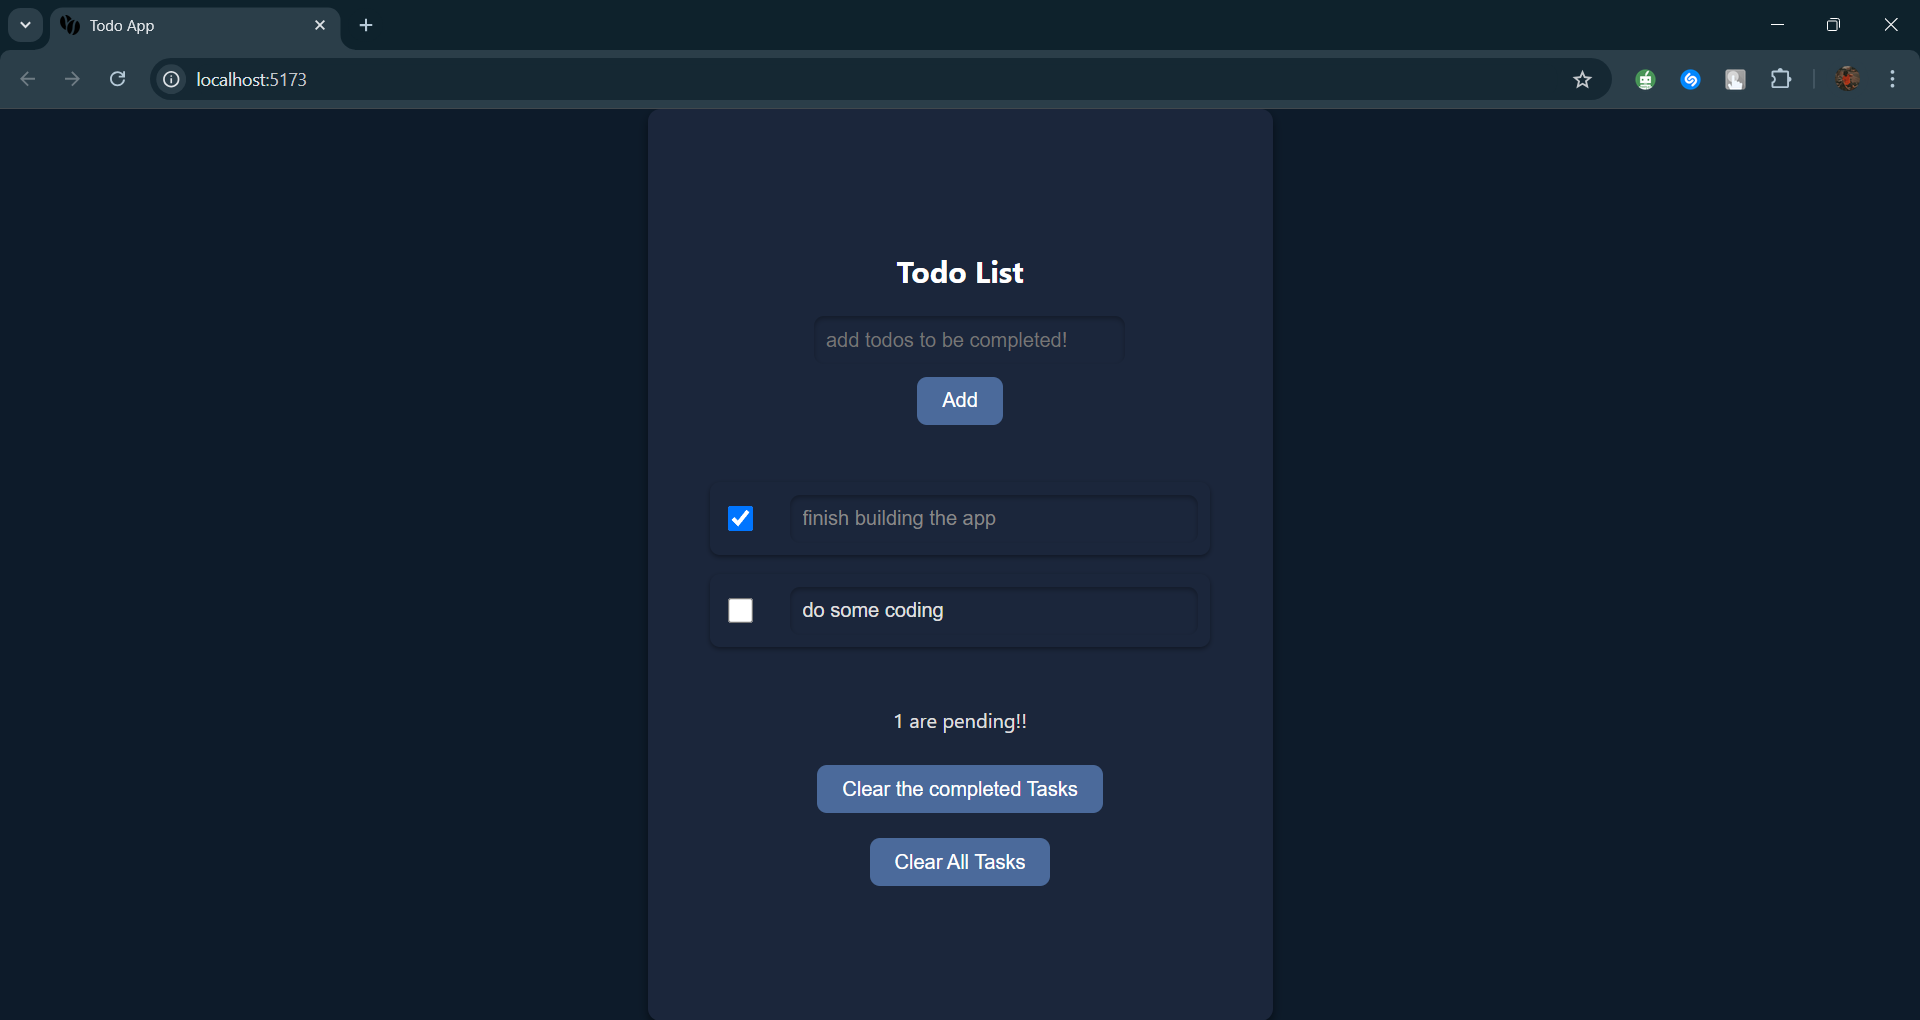 Todo App
localhost:5173
Todo List
add todos to be completed!
Add
finish building the app
do some coding
1 are pending!!
Clear the completed Tasks
Clear All Tasks